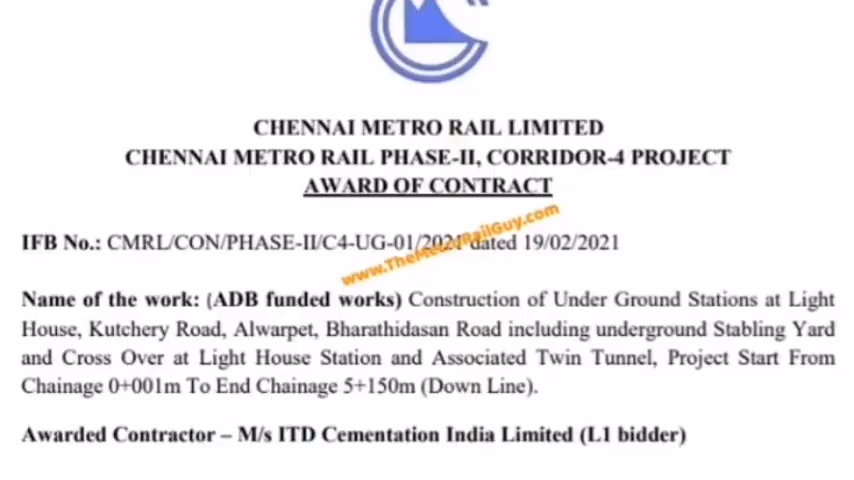 CHENNAI METRO RAIL LIMITED
CHENNAI METRO RAIL PHASE-II, CORRIDOR-4 PROJECT
AWARD OF CONTRACT
IFB No.: CMRL/CON/PHASE-II/C4-UG-01/2021 dated 19/02/2021
www.TheMetroRailGuy.com
Name of the work: (ADB funded works) Construction of Under Ground Stations at Light
House, Kutchery Road, Alwarpet, Bharathidasan Road including underground Stabling Yard
and Cross Over at Light House Station and Associated Twin Tunnel, Project Start From
Chainage 0+001m To End Chainage 5+150m (Down Line).
Awarded Contractor – M/s ITD Cementation India Limited (L1 bidder)